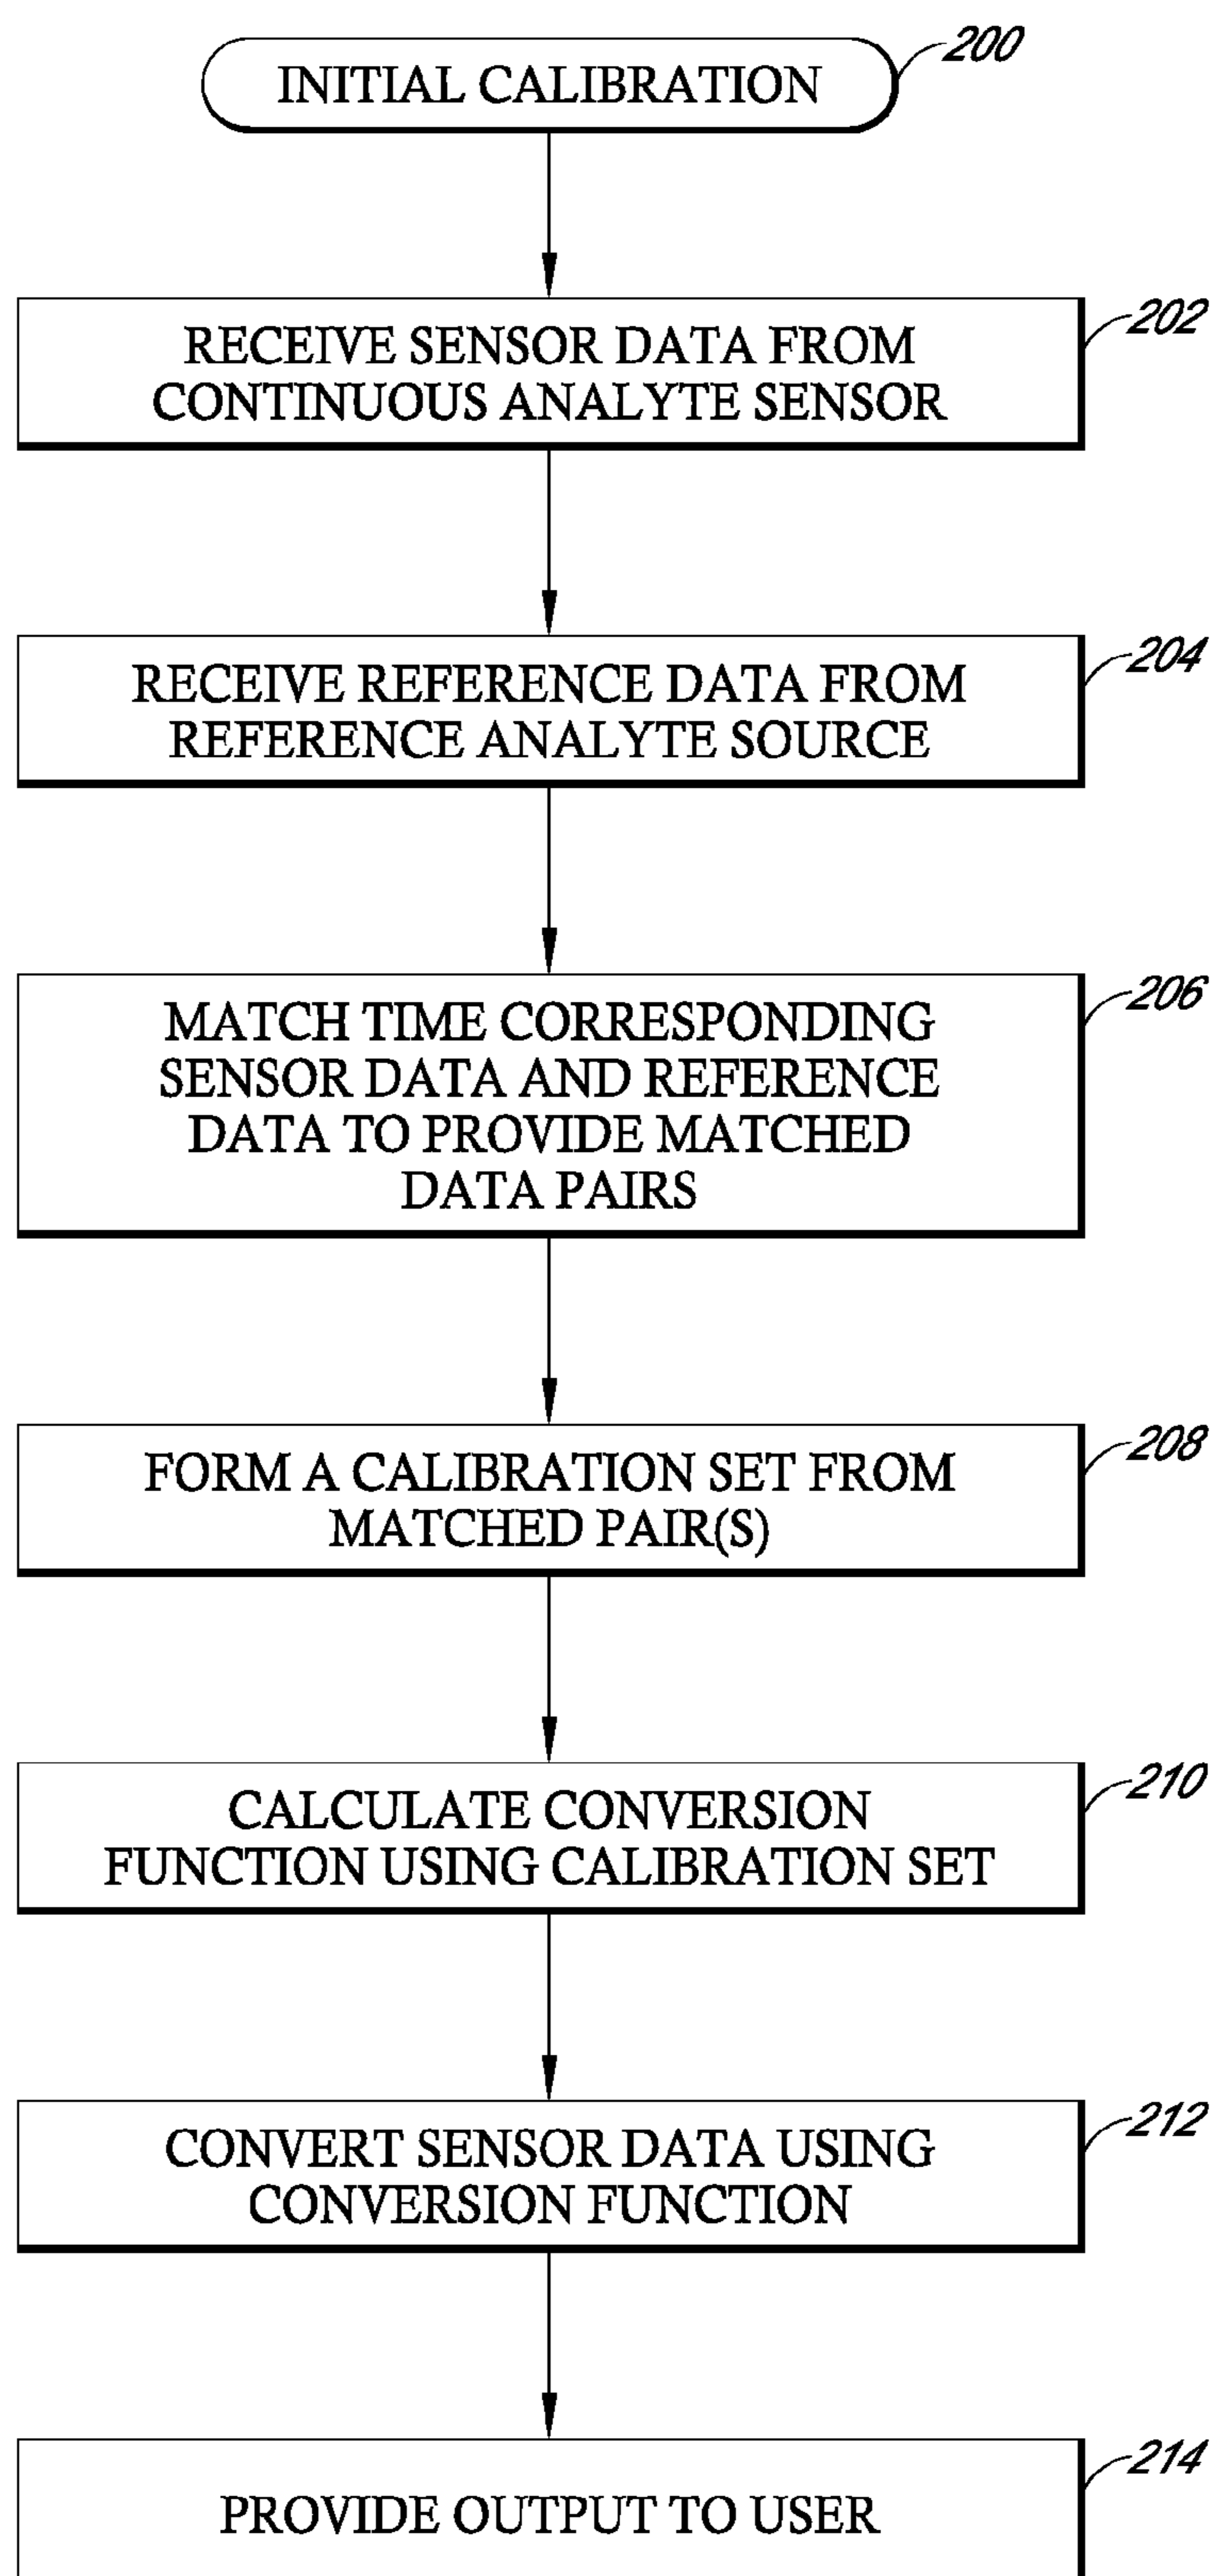 INITIAL CALIBRATION
200
RECEIVE SENSOR DATA FROM
CONTINUOUS ANALYTE SENSOR
202
RECEIVE REFERENCE DATA FROM
REFERENCE ANALYTE SOURCE
204
MATCH TIME CORRESPONDING
SENSOR DATA AND REFERENCE
DATA TO PROVIDE MATCHED
DATA PAIRS
206
FORM A CALIBRATION SET FROM
MATCHED PAIR(S)
208
CALCULATE CONVERSION
FUNCTION USING CALIBRATION SET
210
CONVERT SENSOR DATA USING
CONVERSION FUNCTION
212
PROVIDE OUTPUT TO USER
214